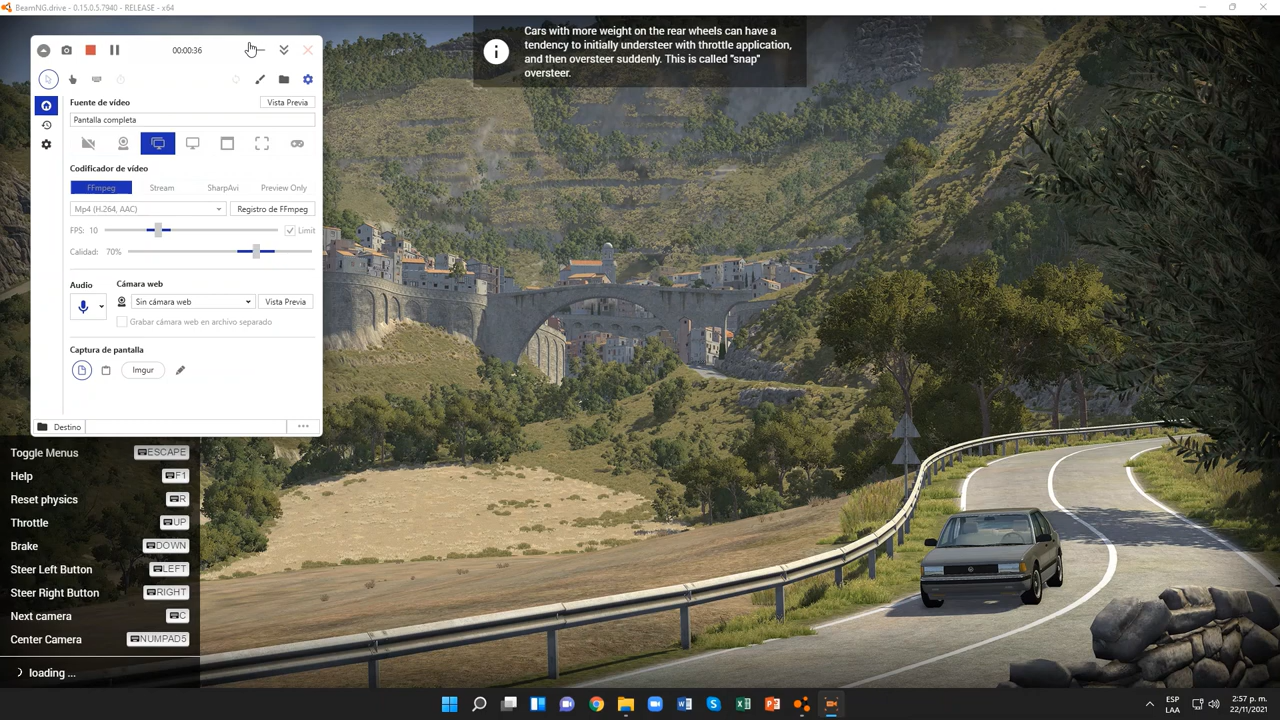 BeamNG.drive - 0.15.0.5.7940 - RELEASE - x64
Cars with more weight on the rear wheels can have a
tendency to initially understeer with throttle application,
and then oversteer suddenly. This is called "snap"
oversteer.
00:00:36
Fuente de vídeo
Vista Previa
Pantalla completa
Codificador de vídeo
FFmpeg Stream SharpAvi Preview Only
Mp4 (H.264, AAC) Registro de FFmpeg
FPS: 10 Limit
Calidad: 70%
Audio
Cámara web
Sin cámara web Vista Previa
Grabar cámara web en archivo separado
Captura de pantalla
Imgur
Destino ...
Toggle Menus ESCAPE
Help F1
Reset physics R
Throttle UP
Brake DOWN
Steer Left Button LEFT
Steer Right Button RIGHT
Next camera C
Center Camera NUMPAD5
loading ...
ESP
LAA
2:57 p. m.
22/11/2021